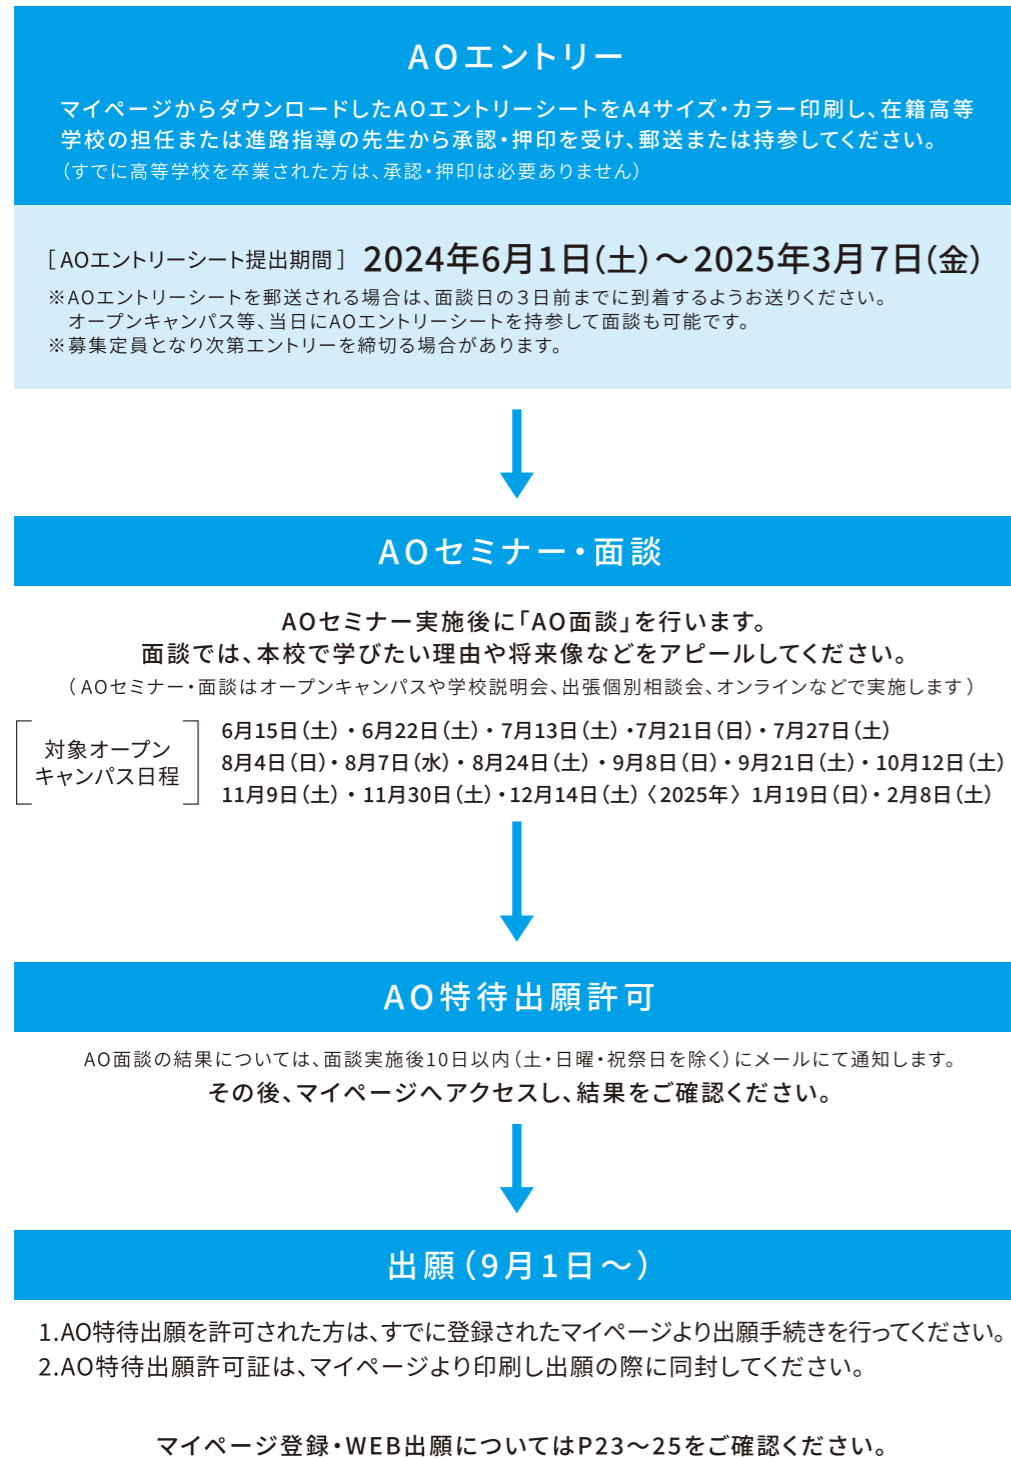 AOエントリー
マイページからダウンロードしたAOエントリーシートをA4サイズ・カラー印刷し、在籍高等
学校の担任または進路指導の先生から承認・押印を受け、郵送または持参してください。
（すでに高等学校を卒業された方は、承認・押印は必要ありません）
［AOエントリーシート提出期間］ 2024年6月1日（土）～2025年3月7日（金）
※AOエントリーシートを郵送される場合は、面談日の3日前までに到着するようお送りください。
オープンキャンパス等、当日にAOエントリーシートを持参して面談も可能です。
※募集定員となり次第エントリーを締切る場合があります。
AOセミナー・面談
AOセミナー実施後に「AO面談」を行います。
面談では、本校で学びたい理由や将来像などをアピールしてください。
（AOセミナー・面談はオープンキャンパスや学校説明会、出張個別相談会、オンラインなどで実施します）
対象オープン
キャンパス日程
6月15日（土）・6月22日（土）・7月13日（土）・7月21日（日）・7月27日（土）
8月4日（日）・8月7日（水）・8月24日（土）・9月8日（日）・9月21日（土）・10月12日（土）
11月9日（土）・11月30日（土）・12月14日（土）〈2025年〉1月19日（日）・2月8日（土）
AO特待出願許可
AO面談の結果については、面談実施後10日以内（土・日曜・祝祭日を除く）にメールにて通知します。
その後、マイページへアクセスし、結果をご確認ください。
出願（9月1日～）
1.AO特待出願を許可された方は、すでに登録されたマイページより出願手続きを行ってください。
2.AO特待出願許可証は、マイページより印刷し出願の際に同封してください。
マイページ登録・WEB出願についてはP23～25をご確認ください。